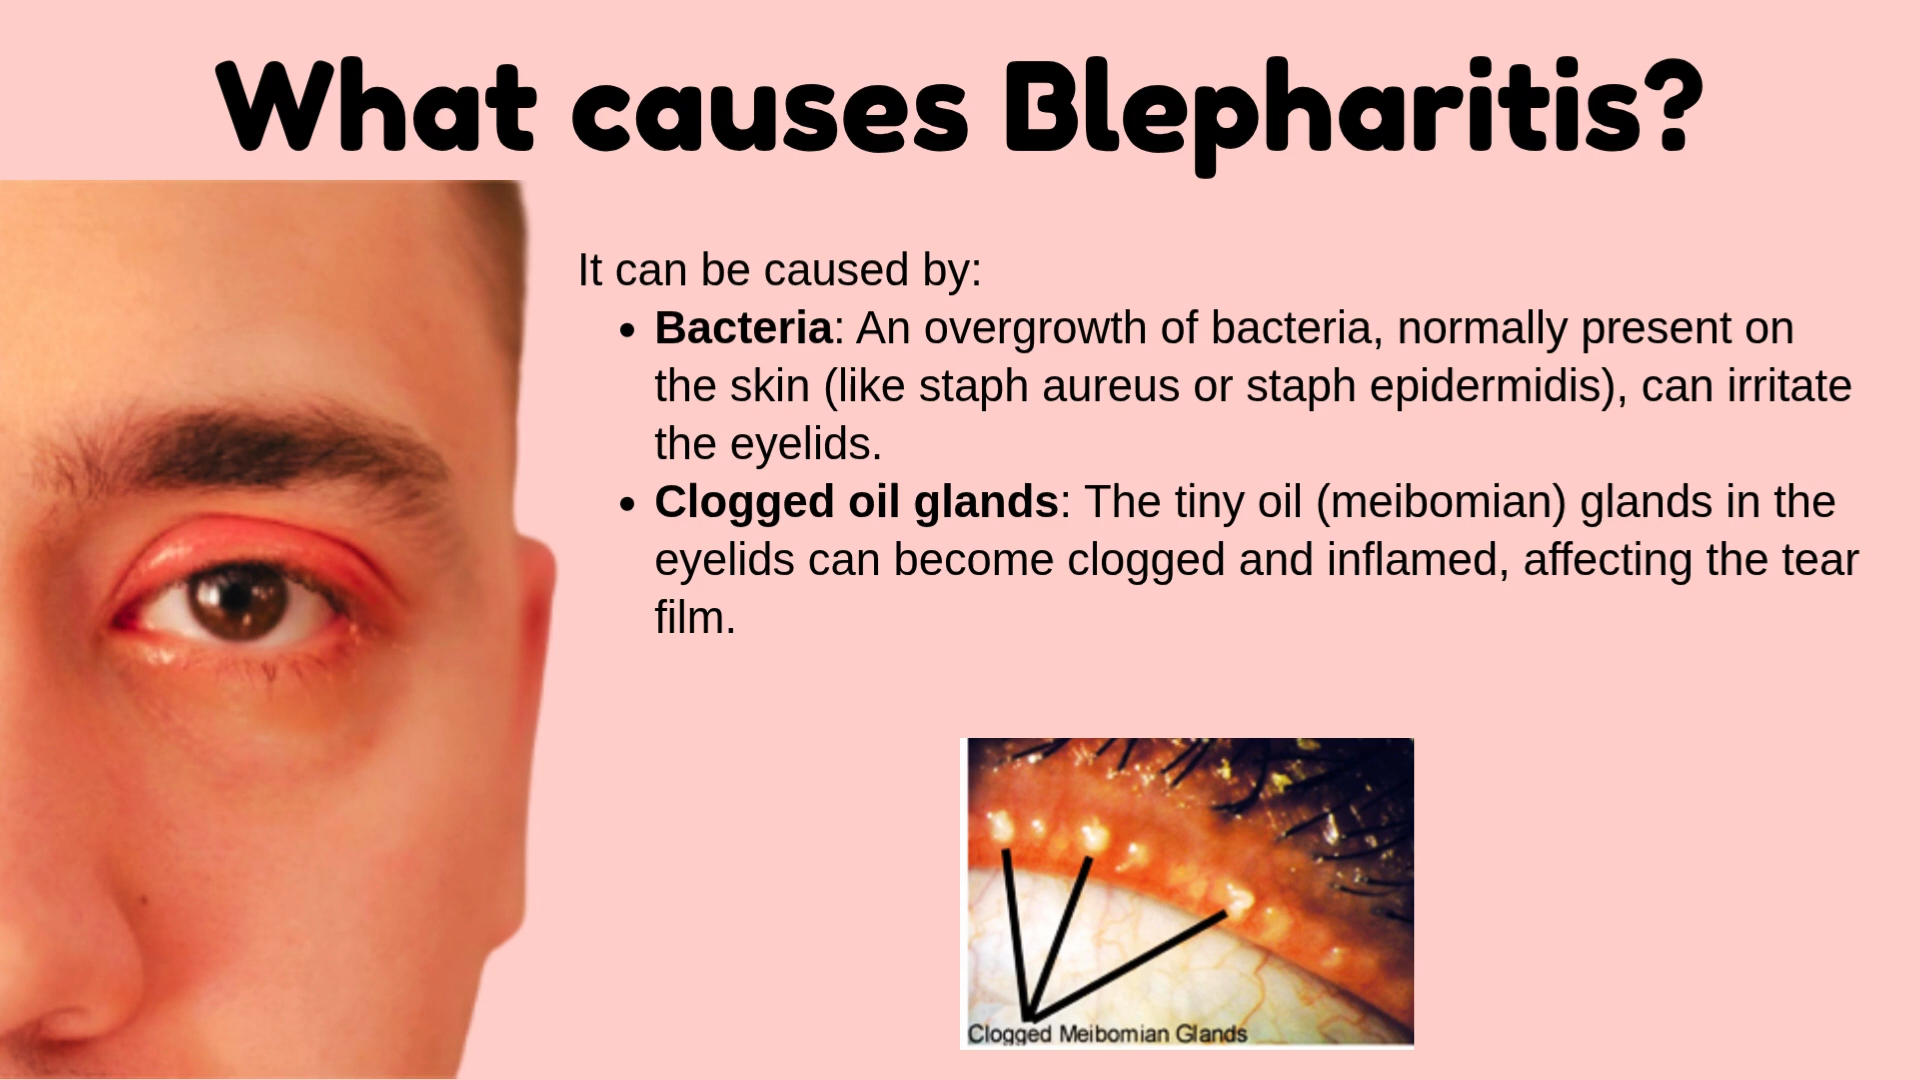 What causes Blepharitis?
It can be caused by:
• Bacteria: An overgrowth of bacteria, normally present on
the skin (like staph aureus or staph epidermidis), can irritate
the eyelids.
• Clogged oil glands: The tiny oil (meibomian) glands in the
eyelids can become clogged and inflamed, affecting the tear
film.
Clogged Meibomian Glands